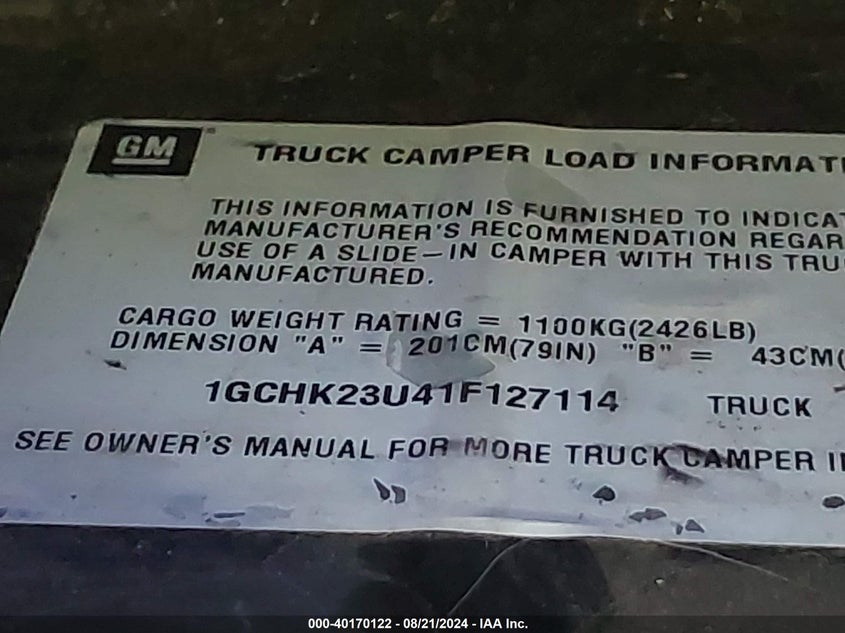 GM
TRUCK CAMPER LOAD INFORMATI
THIS INFORMATION IS FURNISHED TO INDICAT
MANUFACTURER'S RECOMMENDATION REGAR
USE OF A SLIDE-IN CAMPER WITH THIS TRU
MANUFACTURED.
CARGO WEIGHT RATING = 1100KG(2426LB)
DIMENSION "A" = 201CM(79IN) "B" = 43CM(
1GCHK23U41F127114 TRUCK
SEE OWNER'S MANUAL FOR MORE TRUCK CAMPER I
000-40170122 - 08/21/2024 - IAA Inc.